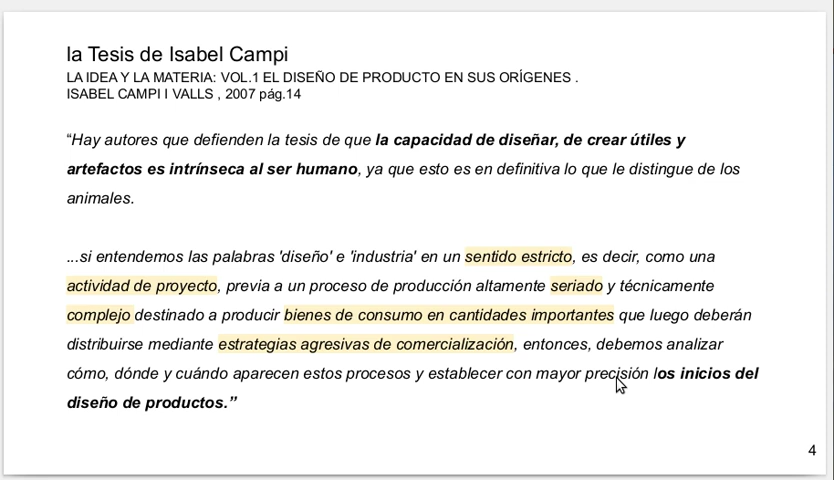 la Tesis de Isabel Campi
LA IDEA Y LA MATERIA: VOL.1 EL DISEÑO DE PRODUCTO EN SUS ORÍGENES .
ISABEL CAMPI I VALLS , 2007 pág.14
“Hay autores que defienden la tesis de que la capacidad de diseñar, de crear útiles y
artefactos es intrínseca al ser humano, ya que esto es en definitiva lo que le distingue de los
animales.
...si entendemos las palabras 'diseño' e 'industria' en un sentido estricto, es decir, como una
actividad de proyecto, previa a un proceso de producción altamente seriado y técnicamente
complejo destinado a producir bienes de consumo en cantidades importantes que luego deberán
distribuirse mediante estrategias agresivas de comercialización, entonces, debemos analizar
cómo, dónde y cuándo aparecen estos procesos y establecer con mayor precisión los inicios del
diseño de productos.”
4